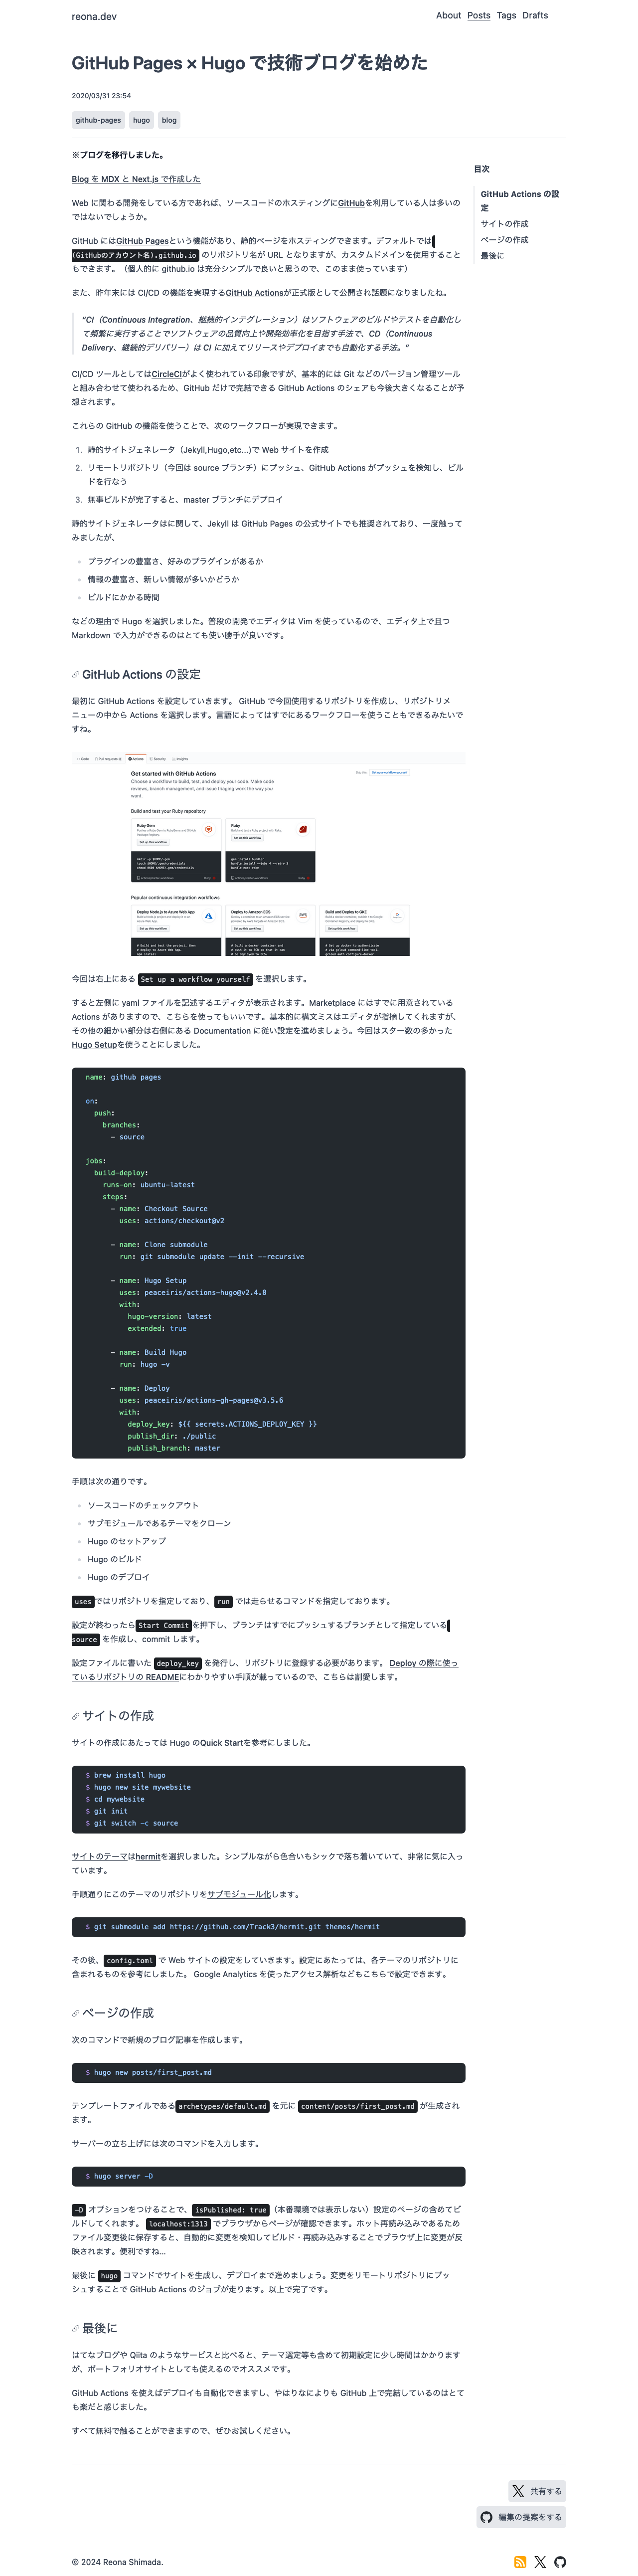 reona.dev
About Posts Tags Drafts
GitHub Pages × Hugo で技術ブログを始めた
2020/03/31 23:54
github-pages hugo blog
※ブログを移行しました。
Blog を MDX と Next.js で作成した
Web に関わる開発をしている方であれば、ソースコードのホスティングにGitHubを利用している人は多いの
ではないでしょうか。
GitHub にはGitHub Pagesという機能があり、静的ページをホスティングできます。デフォルトでは
(GitHubのアカウント名).github.io のリポジトリ名が URL となりますが、カスタムドメインを使用すること
もできます。（個人的に github.io は充分シンプルで良いと思うので、このまま使っています）
また、昨年末には CI/CD の機能を実現するGitHub Actionsが正式版として公開され話題になりましたね。
“CI（Continuous Integration、継続的インテグレーション）はソフトウェアのビルドやテストを自動化し
て頻繁に実行することでソフトウェアの品質向上や開発効率化を目指す手法で、CD（Continuous
Delivery、継続的デリバリー）は CI に加えてリリースやデプロイまでも自動化する手法。”
CI/CD ツールとしてはCircleCIがよく使われている印象ですが、基本的には Git などのバージョン管理ツール
と組み合わせて使われるため、GitHub だけで完結できる GitHub Actions のシェアも今後大きくなることが予
想されます。
これらの GitHub の機能を使うことで、次のワークフローが実現できます。
1. 静的サイトジェネレータ（Jekyll,Hugo,etc...)で Web サイトを作成
2. リモートリポジトリ（今回は source ブランチ）にプッシュ、GitHub Actions がプッシュを検知し、ビル
ドを行なう
3. 無事ビルドが完了すると、master ブランチにデプロイ
静的サイトジェネレータはに関して、Jekyll は GitHub Pages の公式サイトでも推奨されており、一度触って
みましたが、
プラグインの豊富さ、好みのプラグインがあるか
情報の豊富さ、新しい情報が多いかどうか
ビルドにかかる時間
などの理由で Hugo を選択しました。普段の開発でエディタは Vim を使っているので、エディタ上で且つ
Markdown で入力ができるのはとても使い勝手が良いです。
目次
GitHub Actions の設
定
サイトの作成
ページの作成
最後に
GitHub Actions の設定
最初に GitHub Actions を設定していきます。 GitHub で今回使用するリポジトリを作成し、リポジトリメ
ニューの中から Actions を選択します。言語によってはすでにあるワークフローを使うこともできるみたいで
すね。
Code Pull requests Actions Security Insights
Get started with GitHub Actions
Choose a workflow to build, test, and deploy your code. Make code
reviews, branch management, and issue triaging work the way you
want.
Skip this: Set up a workflow yourself
Build and test your Ruby repository
Ruby Gem
Set up this workflow
Ruby
Set up this workflow
Popular continuous integration workflows
Deploy Node.js to Azure Web App
Set up this workflow
Deploy to Amazon ECS
Set up this workflow
Build and Deploy to GKE
Set up this workflow
今回は右上にある Set up a workflow yourself を選択します。
すると左側に yaml ファイルを記述するエディタが表示されます。Marketplace にはすでに用意されている
Actions がありますので、こちらを使ってもいいです。基本的に構文ミスはエディタが指摘してくれますが、
その他の細かい部分は右側にある Documentation に従い設定を進めましょう。今回はスター数の多かった
Hugo Setupを使うことにしました。
name: github pages
on:
push:
branches:
- source
jobs:
build-deploy:
runs-on: ubuntu-latest
steps:
- name: Checkout Source
uses: actions/checkout@v2
- name: Clone submodule
run: git submodule update --init --recursive
- name: Hugo Setup
uses: peaceiris/actions-hugo@v2.4.8
with:
hugo-version: latest
extended: true
- name: Build Hugo
run: hugo -v
- name: Deploy
uses: peaceiris/actions-gh-pages@v3.5.6
with:
deploy_key: ${{ secrets.ACTIONS_DEPLOY_KEY }}
publish_dir: ./public
publish_branch: master
手順は次の通りです。
ソースコードのチェックアウト
サブモジュールであるテーマをクローン
Hugo のセットアップ
Hugo のビルド
Hugo のデプロイ
uses ではリポジトリを指定しており、 run では走らせるコマンドを指定しております。
設定が終わったら Start Commit を押下し、ブランチはすでにプッシュするブランチとして指定している
source を作成し、commit します。
設定ファイルに書いた deploy_key を発行し、リポジトリに登録する必要があります。 Deploy の際に使っ
ているリポジトリの READMEにわかりやすい手順が載っているので、こちらは割愛します。
サイトの作成
サイトの作成にあたっては Hugo のQuick Startを参考にしました。
$ brew install hugo
$ hugo new site mywebsite
$ cd mywebsite
$ git init
$ git switch -c source
サイトのテーマはhermitを選択しました。シンプルながら色合いもシックで落ち着いていて、非常に気に入っ
ています。
手順通りにこのテーマのリポジトリをサブモジュール化します。
$ git submodule add https://github.com/Track3/hermit.git themes/hermit
その後、 config.toml で Web サイトの設定をしていきます。設定にあたっては、各テーマのリポジトリに
含まれるものを参考にしました。 Google Analytics を使ったアクセス解析などもこちらで設定できます。
ページの作成
次のコマンドで新規のブログ記事を作成します。
$ hugo new posts/first_post.md
テンプレートファイルである archetypes/default.md を元に content/posts/first_post.md が生成され
ます。
サーバーの立ち上げには次のコマンドを入力します。
$ hugo server -D
-D オプションをつけることで、 isPublished: true （本番環境では表示しない）設定のページの含めてビ
ルドしてくれます。 localhost:1313 でブラウザからページが確認できます。ホット再読み込みであるため
ファイル変更後に保存すると、自動的に変更を検知してビルド・再読み込みすることでブラウザ上に変更が反
映されます。便利ですね...
最後に hugo コマンドでサイトを生成し、デプロイまで進めましょう。変更をリモートリポジトリにプッ
シュすることで GitHub Actions のジョブが走ります。以上で完了です。
最後に
はてなブログや Qiita のようなサービスと比べると、テーマ選定等も含めて初期設定に少し時間はかかります
が、ポートフォリオサイトとしても使えるのでオススメです。
GitHub Actions を使えばデプロイも自動化できますし、やはりなによりも GitHub 上で完結しているのはとて
も楽だと感じました。
すべて無料で触ることができますので、ぜひお試しください。
共有する
編集の提案をする
© 2024 Reona Shimada.